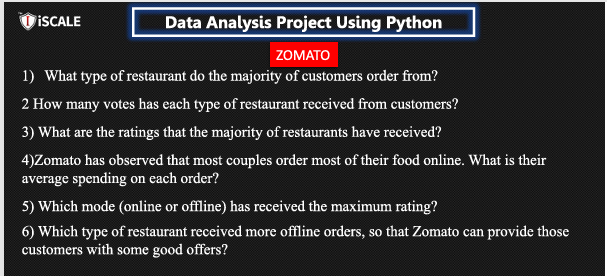 iSCALE
Data Analysis Project Using Python
ZOMATO
1) What type of restaurant do the majority of customers order from?
2 How many votes has each type of restaurant received from customers?
3) What are the ratings that the majority of restaurants have received?
4)Zomato has observed that most couples order most of their food online. What is their
average spending on each order?
5) Which mode (online or offline) has received the maximum rating?
6) Which type of restaurant received more offline orders, so that Zomato can provide those
customers with some good offers?